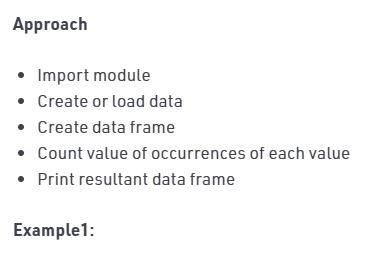 Approach
• Import module
• Create or load data
• Create data frame
• Count value of occurrences of each value
• Print resultant data frame
Example1: